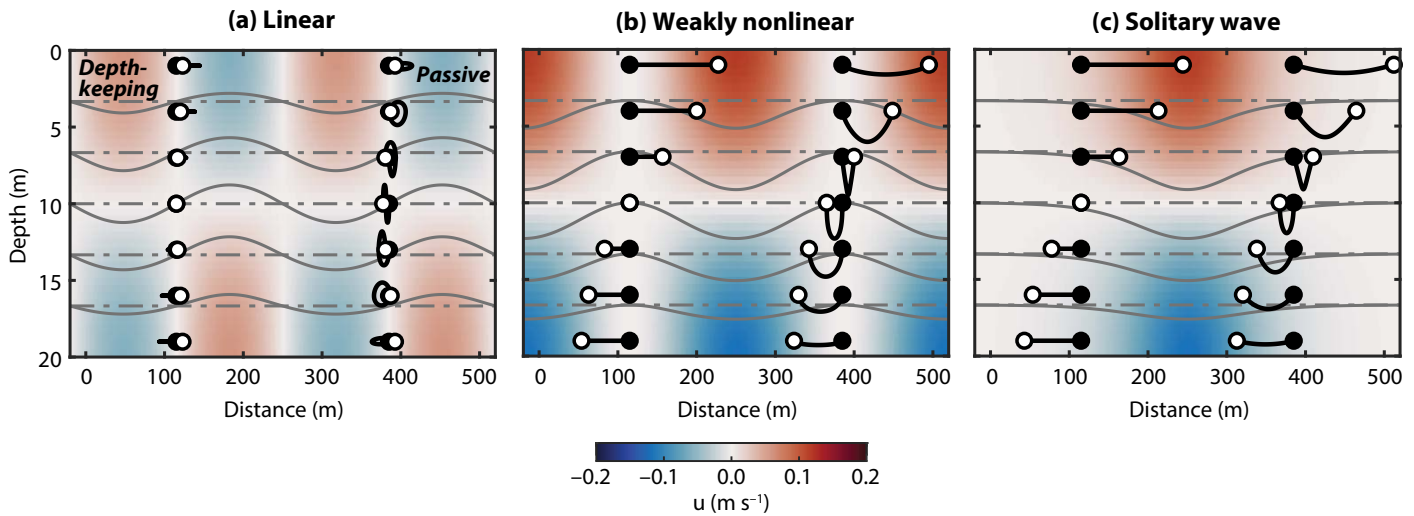 (a) Linear
(b) Weakly nonlinear
(c) Solitary wave
Depth-
keeping
Passive
0
5
10
15
20
Depth (m)
0 100 200 300 400 500
0 100 200 300 400 500
0 100 200 300 400 500
Distance (m)
Distance (m)
Distance (m)
−0.2 −0.1 0.0 0.1 0.2
u (m s⁻¹)